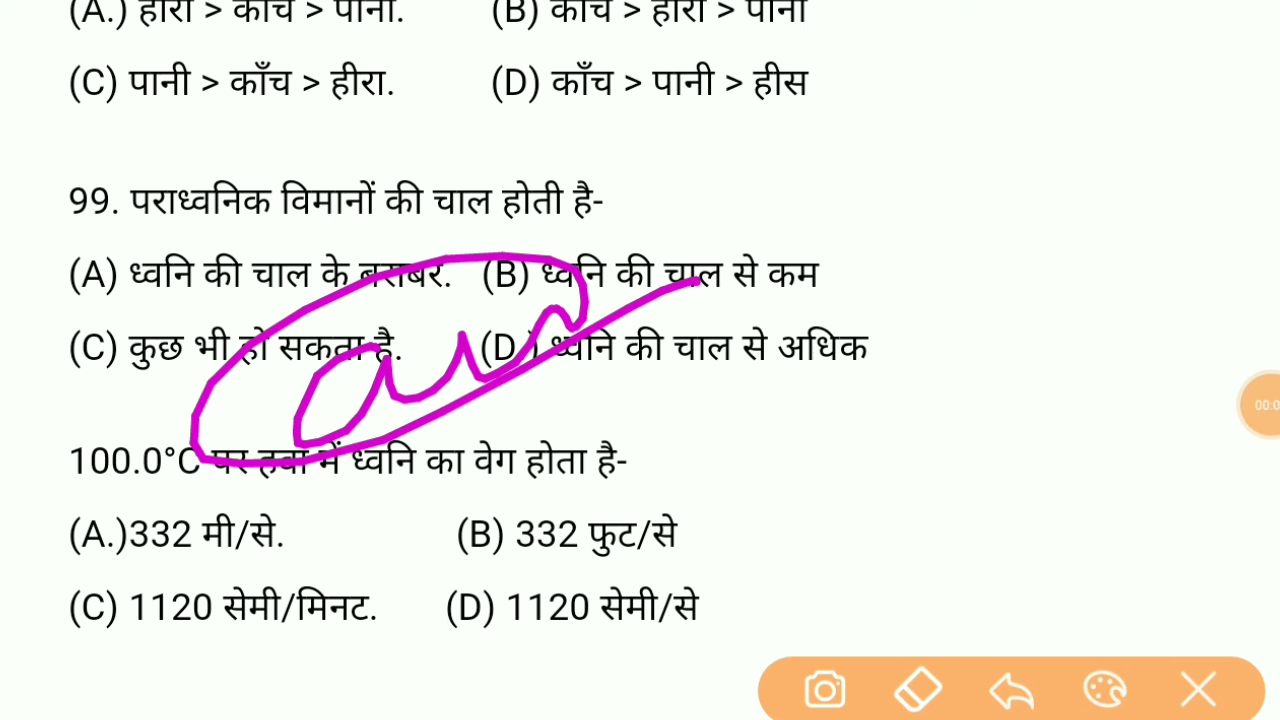 (A.) हीरा > काँच > पानी. (B) काँच > हीरा > पानी
(C) पानी > काँच > हीरा. (D) काँच > पानी > हीस
99. पराध्वनिक विमानों की चाल होती है-
(A) ध्वनि की चाल के बराबर. (B) ध्वनि की चाल से कम
(C) कुछ भी हो सकता है. (D ) ध्वनि की चाल से अधिक
100.0°C पर हवा में ध्वनि का वेग होता है-
(A.)332 मी/से. (B) 332 फुट/से
(C) 1120 सेमी/मिनट. (D) 1120 सेमी/से